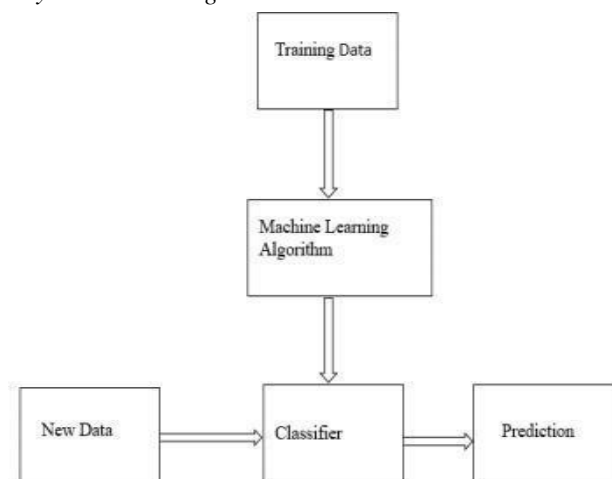 Training Data
Machine Learning
Algorithm
New Data
Classifier
Prediction